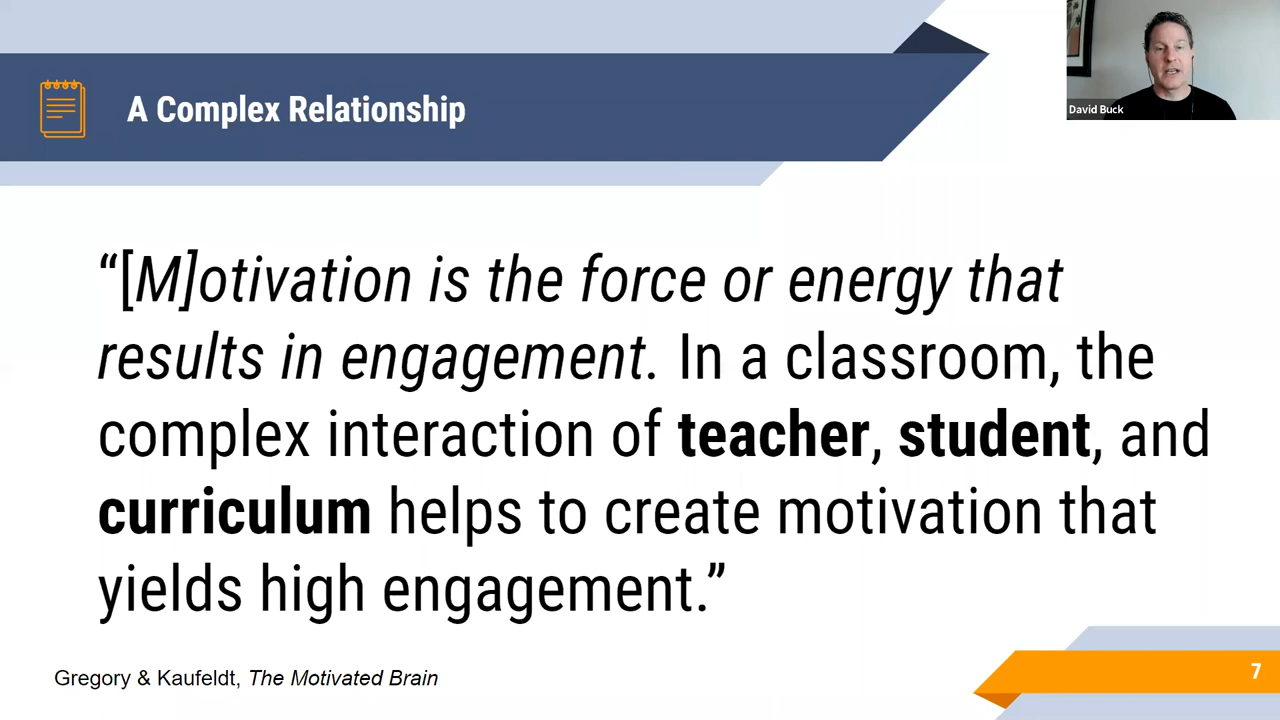 David Buck
A Complex Relationship
“[M]otivation is the force or energy that
results in engagement. In a classroom, the
complex interaction of teacher, student, and
curriculum helps to create motivation that
yields high engagement.”
Gregory & Kaufeldt, The Motivated Brain
7